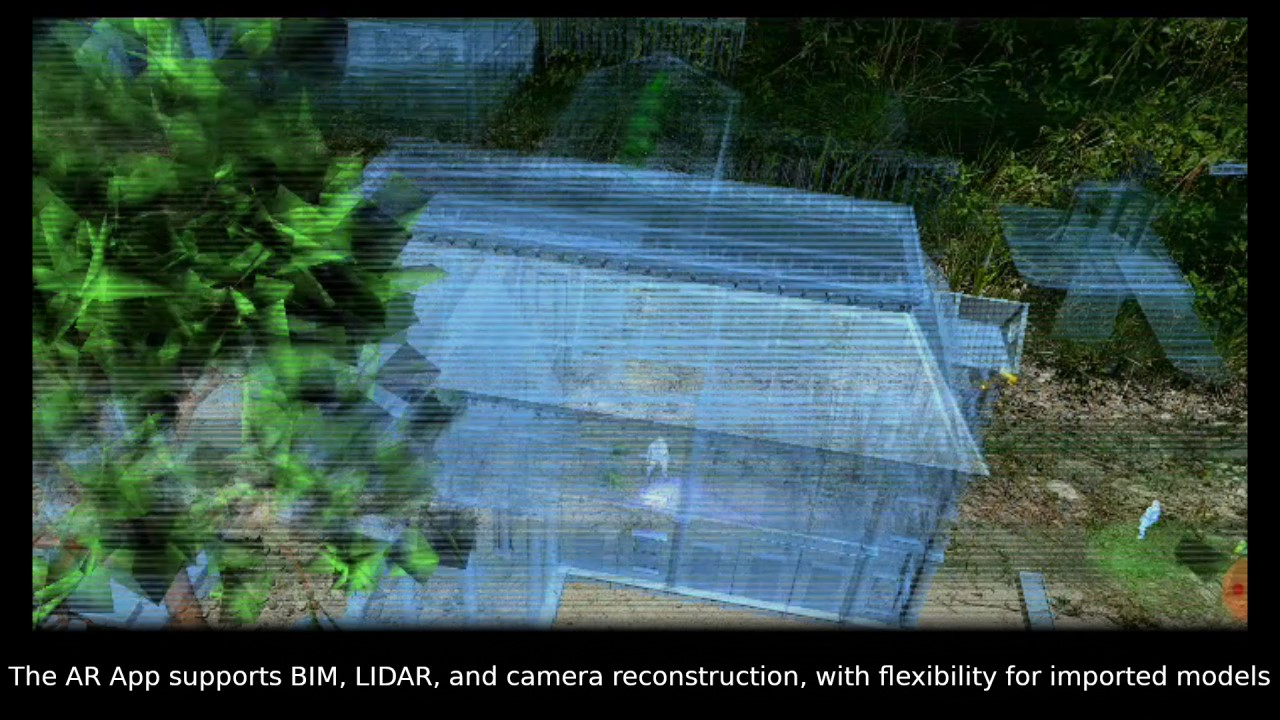 The AR App supports BIM, LIDAR, and camera reconstruction, with flexibility for imported models